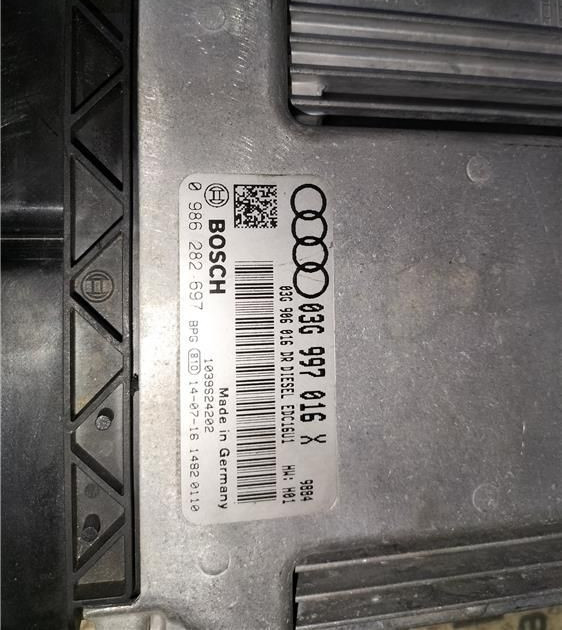 03G 997 016 X
9884
03G 906 016 DR DIESEL EDC16U1 HW: H01
BOSCH
Made in Germany
1039S24202
0 986 282 697 BPG 81D 14-07-16 1482 0110